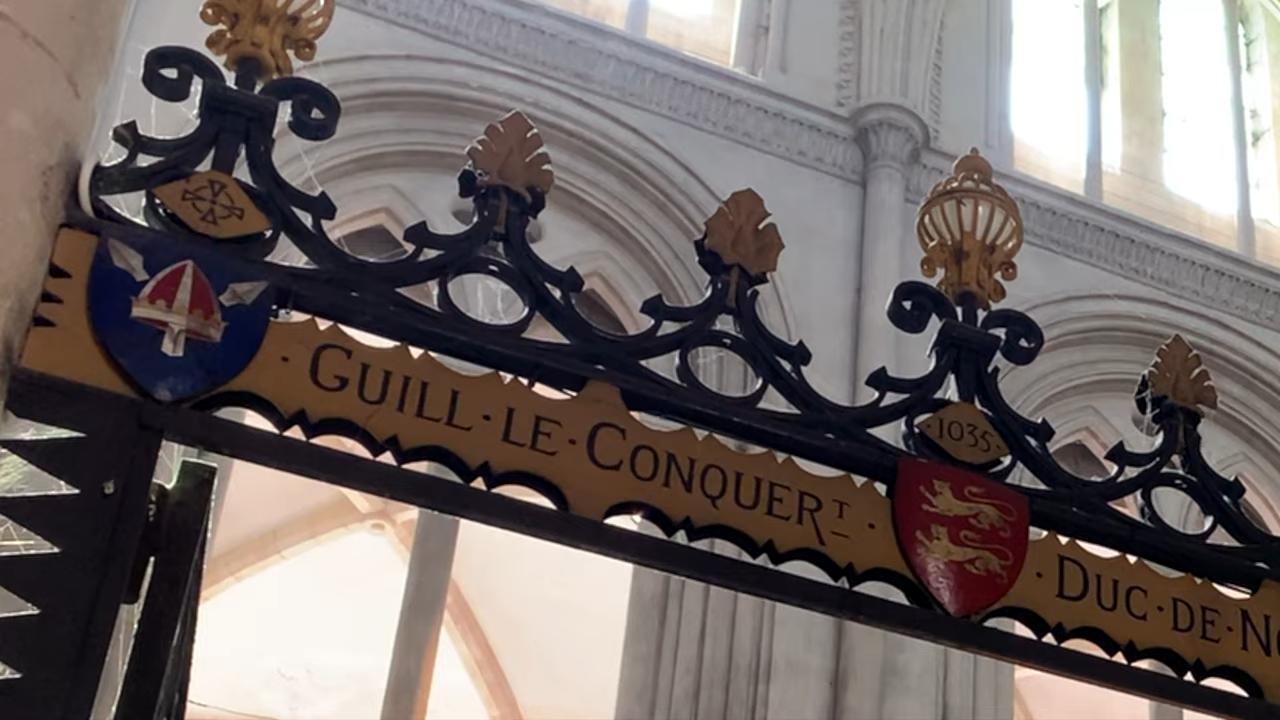 · GUILL · LE · CONQUERT ·
· 1035 ·
· DUC · DE ·